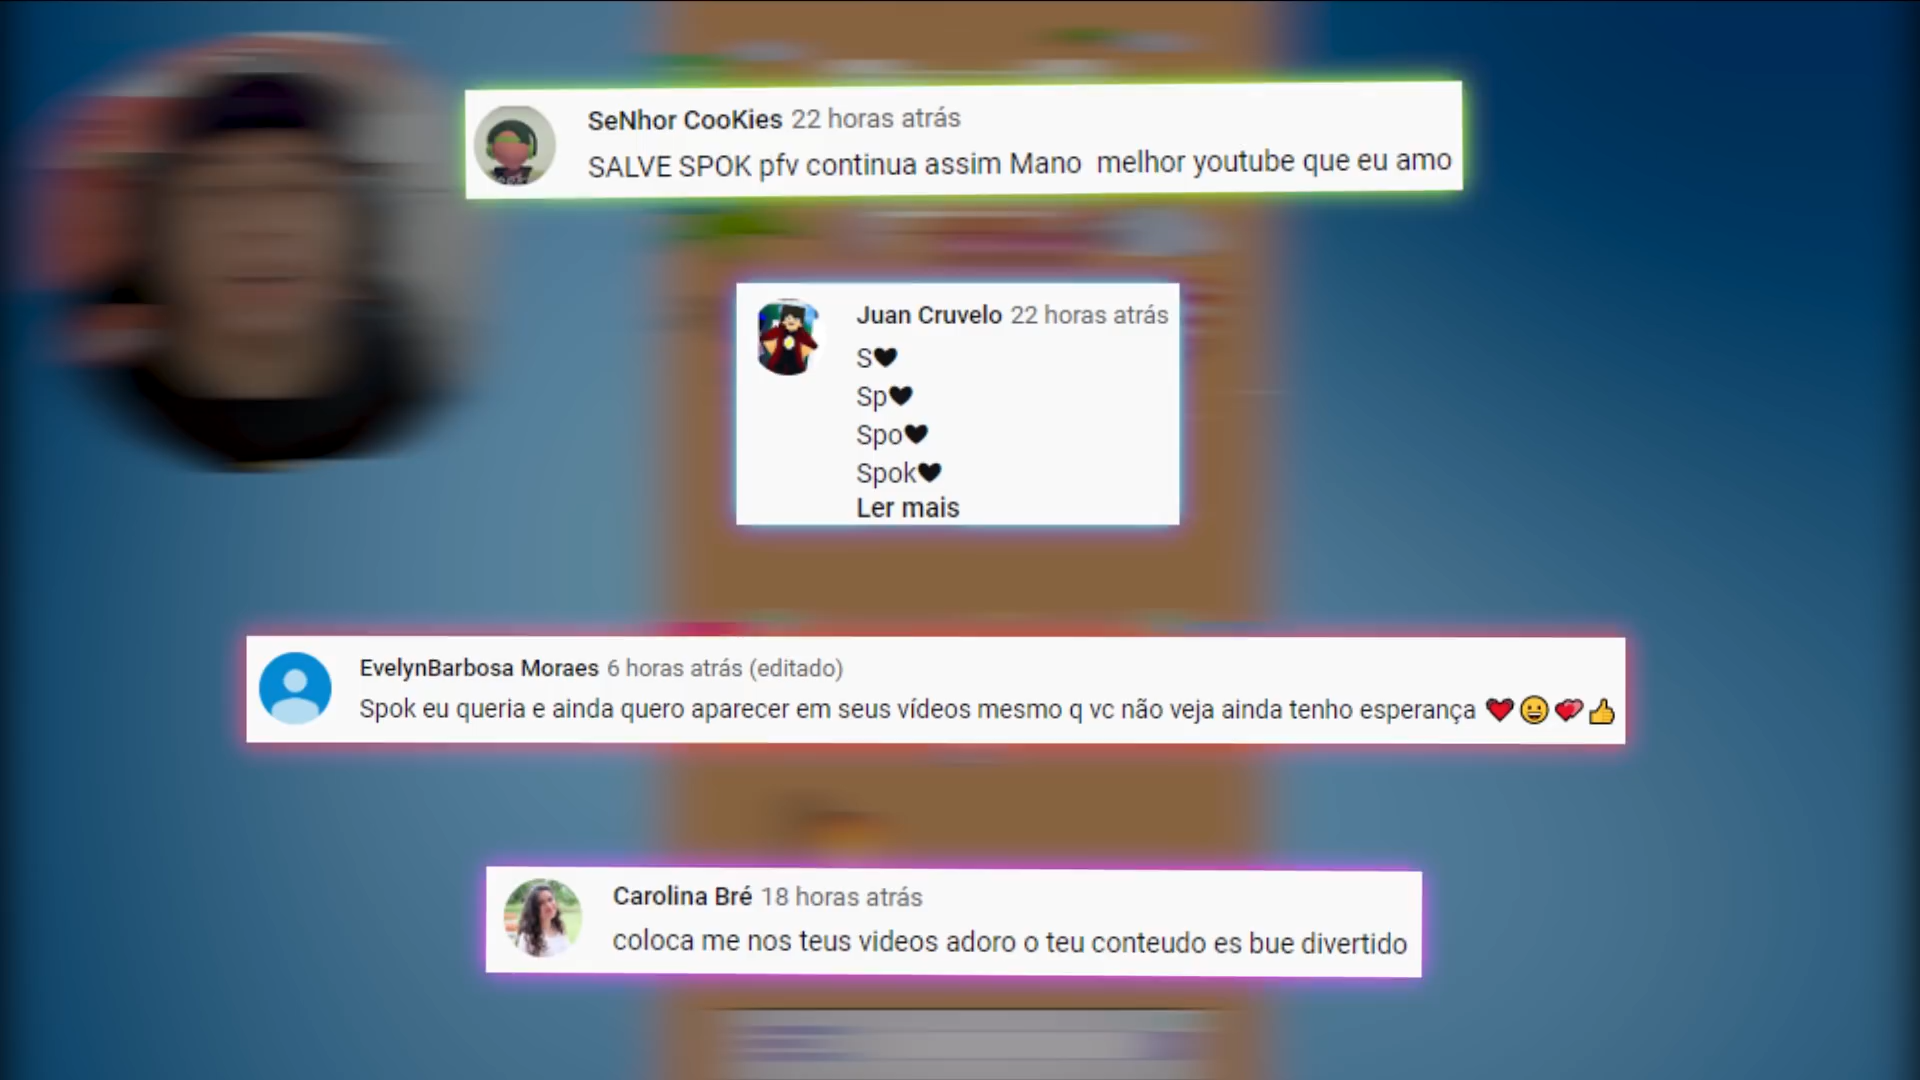 SeNhor CooKies 22 horas atrás
SALVE SPOK pfv continua assim Mano  melhor youtube que eu amo
Juan Cruvelo 22 horas atrás
S🖤
Sp🖤
Spo🖤
Spok🖤
Ler mais
EvelynBarbosa Moraes 6 horas atrás (editado)
Spok eu queria e ainda quero aparecer em seus vídeos mesmo q vc não veja ainda tenho esperança ❤️😀💕👍
Carolina Bré 18 horas atrás
coloca me nos teus videos adoro o teu conteudo es bue divertido